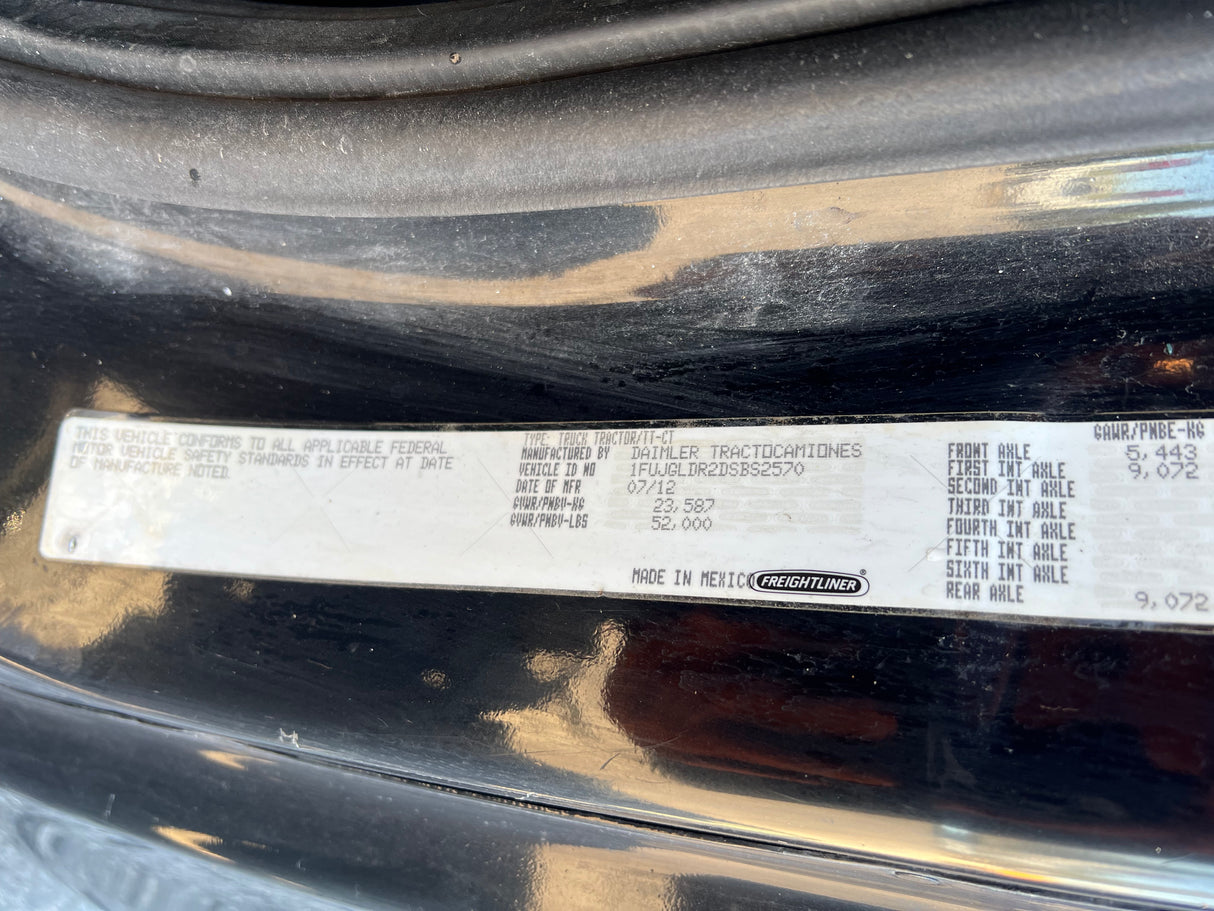 THIS VEHICLE CONFORMS TO ALL APPLICABLE FEDERAL
MOTOR VEHICLE SAFETY STANDARDS IN EFFECT AT DATE
OF MANUFACTURE NOTED.
TYPE: TRUCK TRACTOR/TT-CT
MANUFACTURED BY DAIMLER TRACTOCAMIONES
VEHICLE ID NO 1FUJGLDR2DSBS2570
DATE OF MFR 07/12
GVWR/PNBV-KG 23,587
GVWR/PNBV-LBS 52,000
MADE IN MEXICO FREIGHTLINER®
GAWR/PNBE-KG
FRONT AXLE 5,443
FIRST INT AXLE 9,072
SECOND INT AXLE
THIRD INT AXLE
FOURTH INT AXLE
FIFTH INT AXLE
SIXTH INT AXLE
REAR AXLE 9,072